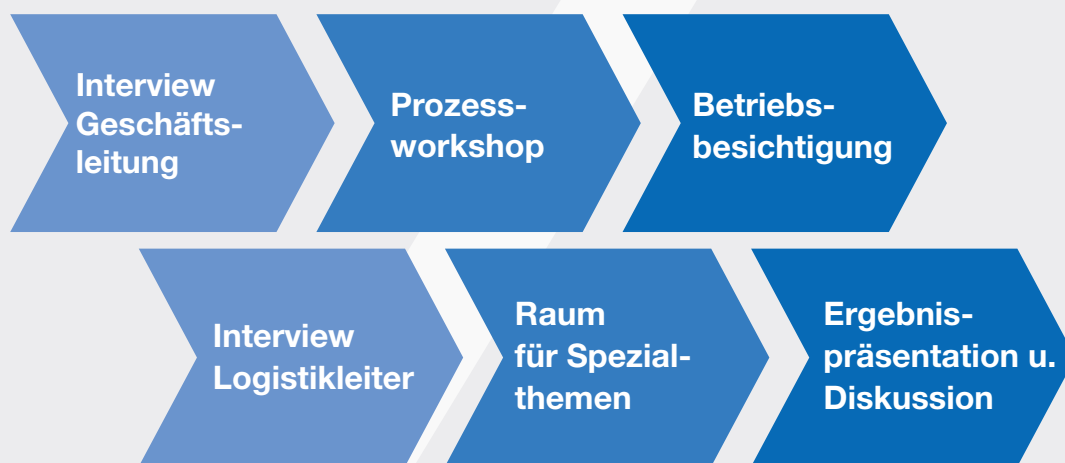 Interview
Geschäfts-
leitung
Prozess-
workshop
Betriebs-
besichtigung
Interview
Logistikleiter
Raum
für Spezial-
themen
Ergebnis-
präsentation u.
Diskussion